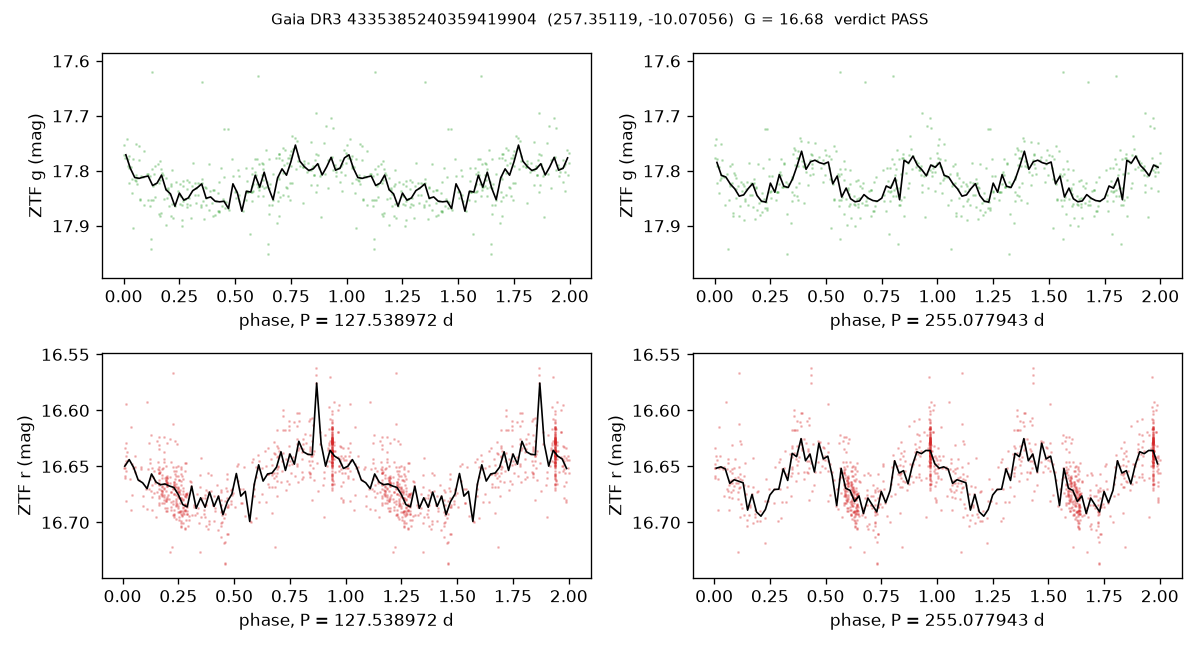 Gaia DR3 4335385240359419904  (257.35119, -10.07056)  G = 16.68  verdict PASS
ZTF g (mag)
17.6
17.7
17.8
17.9
0.00 0.25 0.50 0.75 1.00 1.25 1.50 1.75 2.00
phase, P = 127.538972 d
ZTF g (mag)
17.6
17.7
17.8
17.9
0.00 0.25 0.50 0.75 1.00 1.25 1.50 1.75 2.00
phase, P = 255.077943 d
ZTF r (mag)
16.55
16.60
16.65
16.70
0.00 0.25 0.50 0.75 1.00 1.25 1.50 1.75 2.00
phase, P = 127.538972 d
ZTF r (mag)
16.55
16.60
16.65
16.70
0.00 0.25 0.50 0.75 1.00 1.25 1.50 1.75 2.00
phase, P = 255.077943 d